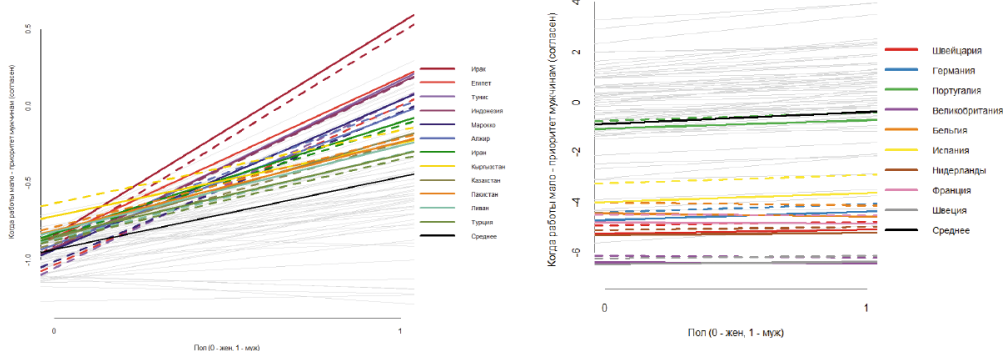 Когда работы мало - приоритет мужчинам (согласен)
0.5
0.0
-0.5
-1.0
0
1
Пол (0 - жен, 1 - муж)
Ирак
Египет
Тунис
Индонезия
Марокко
Алжир
Иран
Кыргызстан
Казахстан
Пакистан
Ливан
Турция
Среднее
Когда работы мало - приоритет мужчинам (согласен)
4
2
0
-2
-4
-6
0
1
Пол (0 - жен, 1 - муж)
Швейцария
Германия
Португалия
Великобритания
Бельгия
Испания
Нидерланды
Франция
Швеция
Среднее